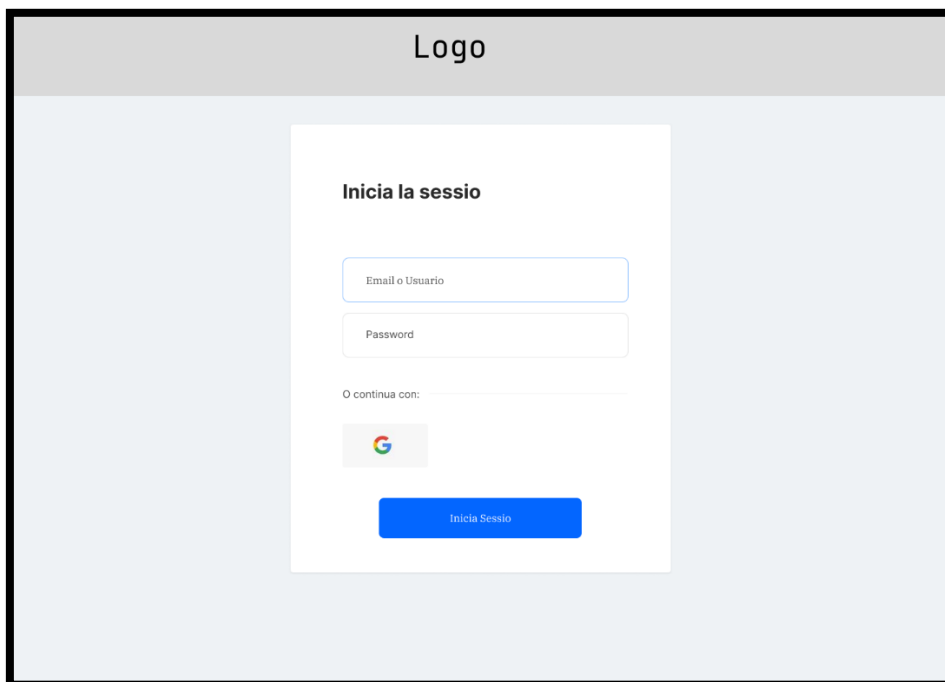 Logo
Inicia la sessio
Email o Usuario
Password
O continua con:
Inicia Sessio